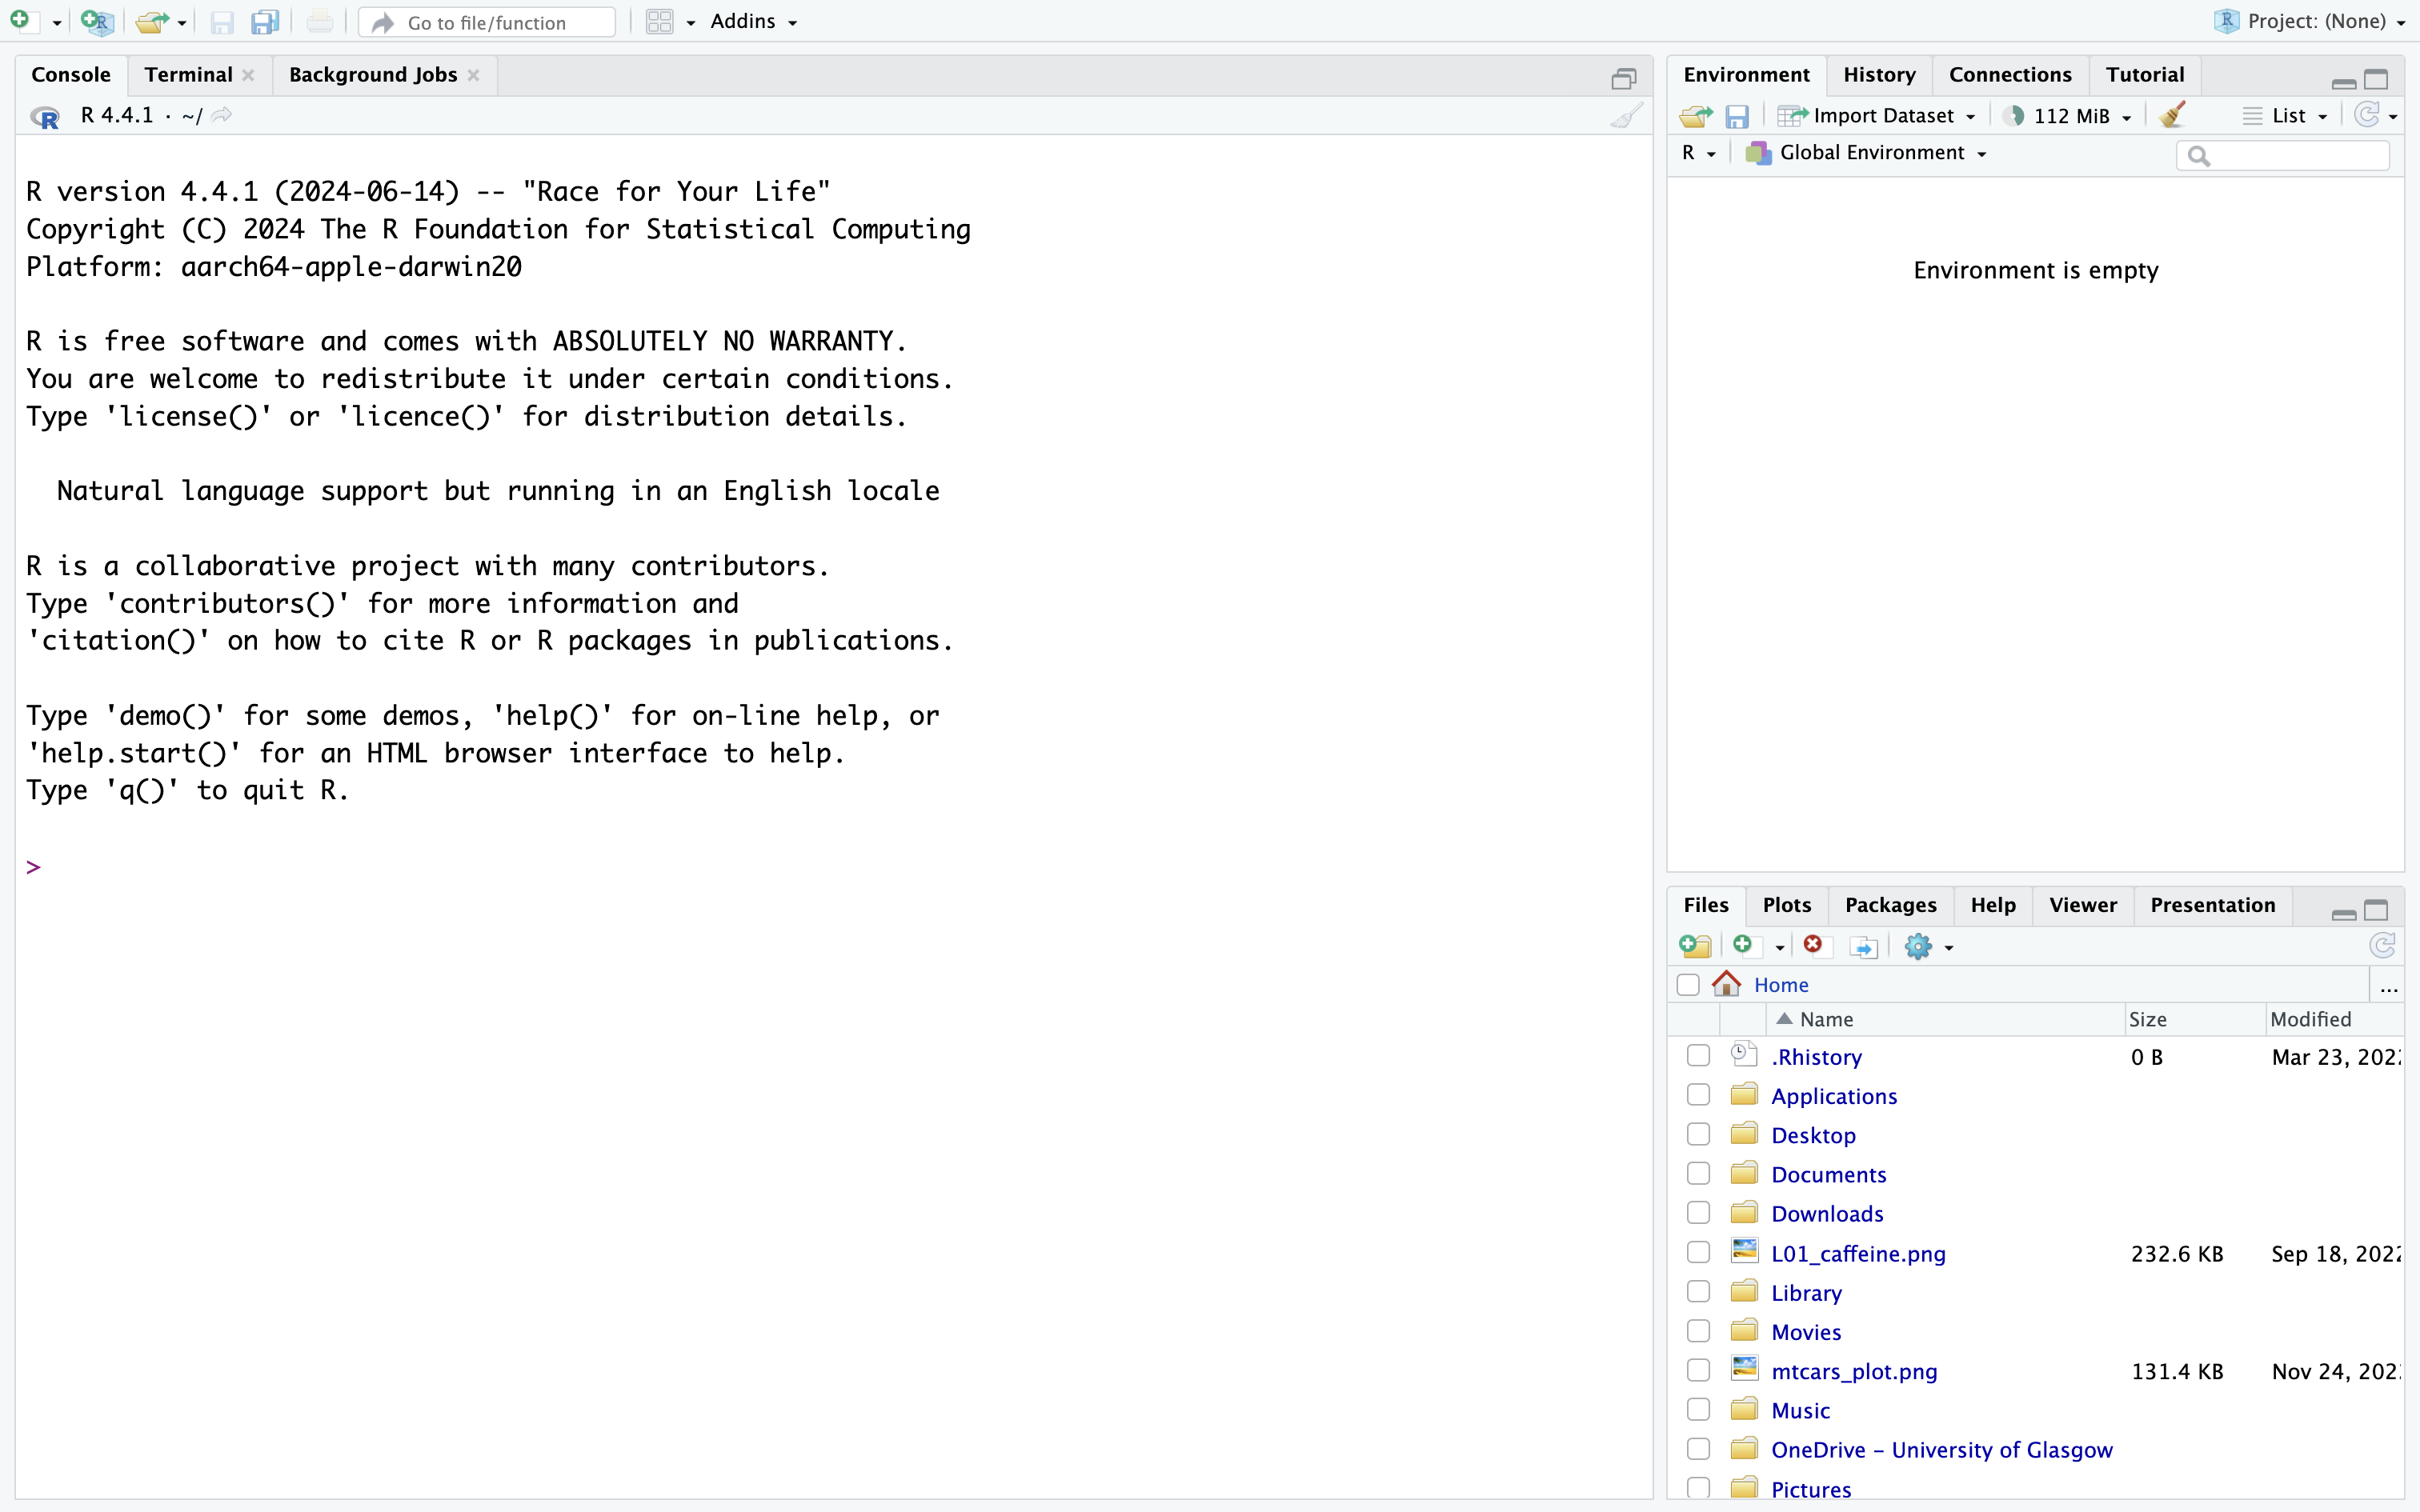 Go to file/function
Addins
Project: (None)
Console
Terminal
Background Jobs
R 4.4.1 · ~/
R version 4.4.1 (2024-06-14) -- "Race for Your Life"
Copyright (C) 2024 The R Foundation for Statistical Computing
Platform: aarch64-apple-darwin20
R is free software and comes with ABSOLUTELY NO WARRANTY.
You are welcome to redistribute it under certain conditions.
Type 'license()' or 'licence()' for distribution details.
Natural language support but running in an English locale
R is a collaborative project with many contributors.
Type 'contributors()' for more information and
'citation()' on how to cite R or R packages in publications.
Type 'demo()' for some demos, 'help()' for on-line help, or
'help.start()' for an HTML browser interface to help.
Type 'q()' to quit R.
>
Environment
History
Connections
Tutorial
Import Dataset
112 MiB
List
R
Global Environment
Environment is empty
Files
Plots
Packages
Help
Viewer
Presentation
Home
...
Name Size Modified
.Rhistory 0 B Mar 23, 202
Applications
Desktop
Documents
Downloads
L01_caffeine.png 232.6 KB Sep 18, 202
Library
Movies
mtcars_plot.png 131.4 KB Nov 24, 202
Music
OneDrive – University of Glasgow
Pictures